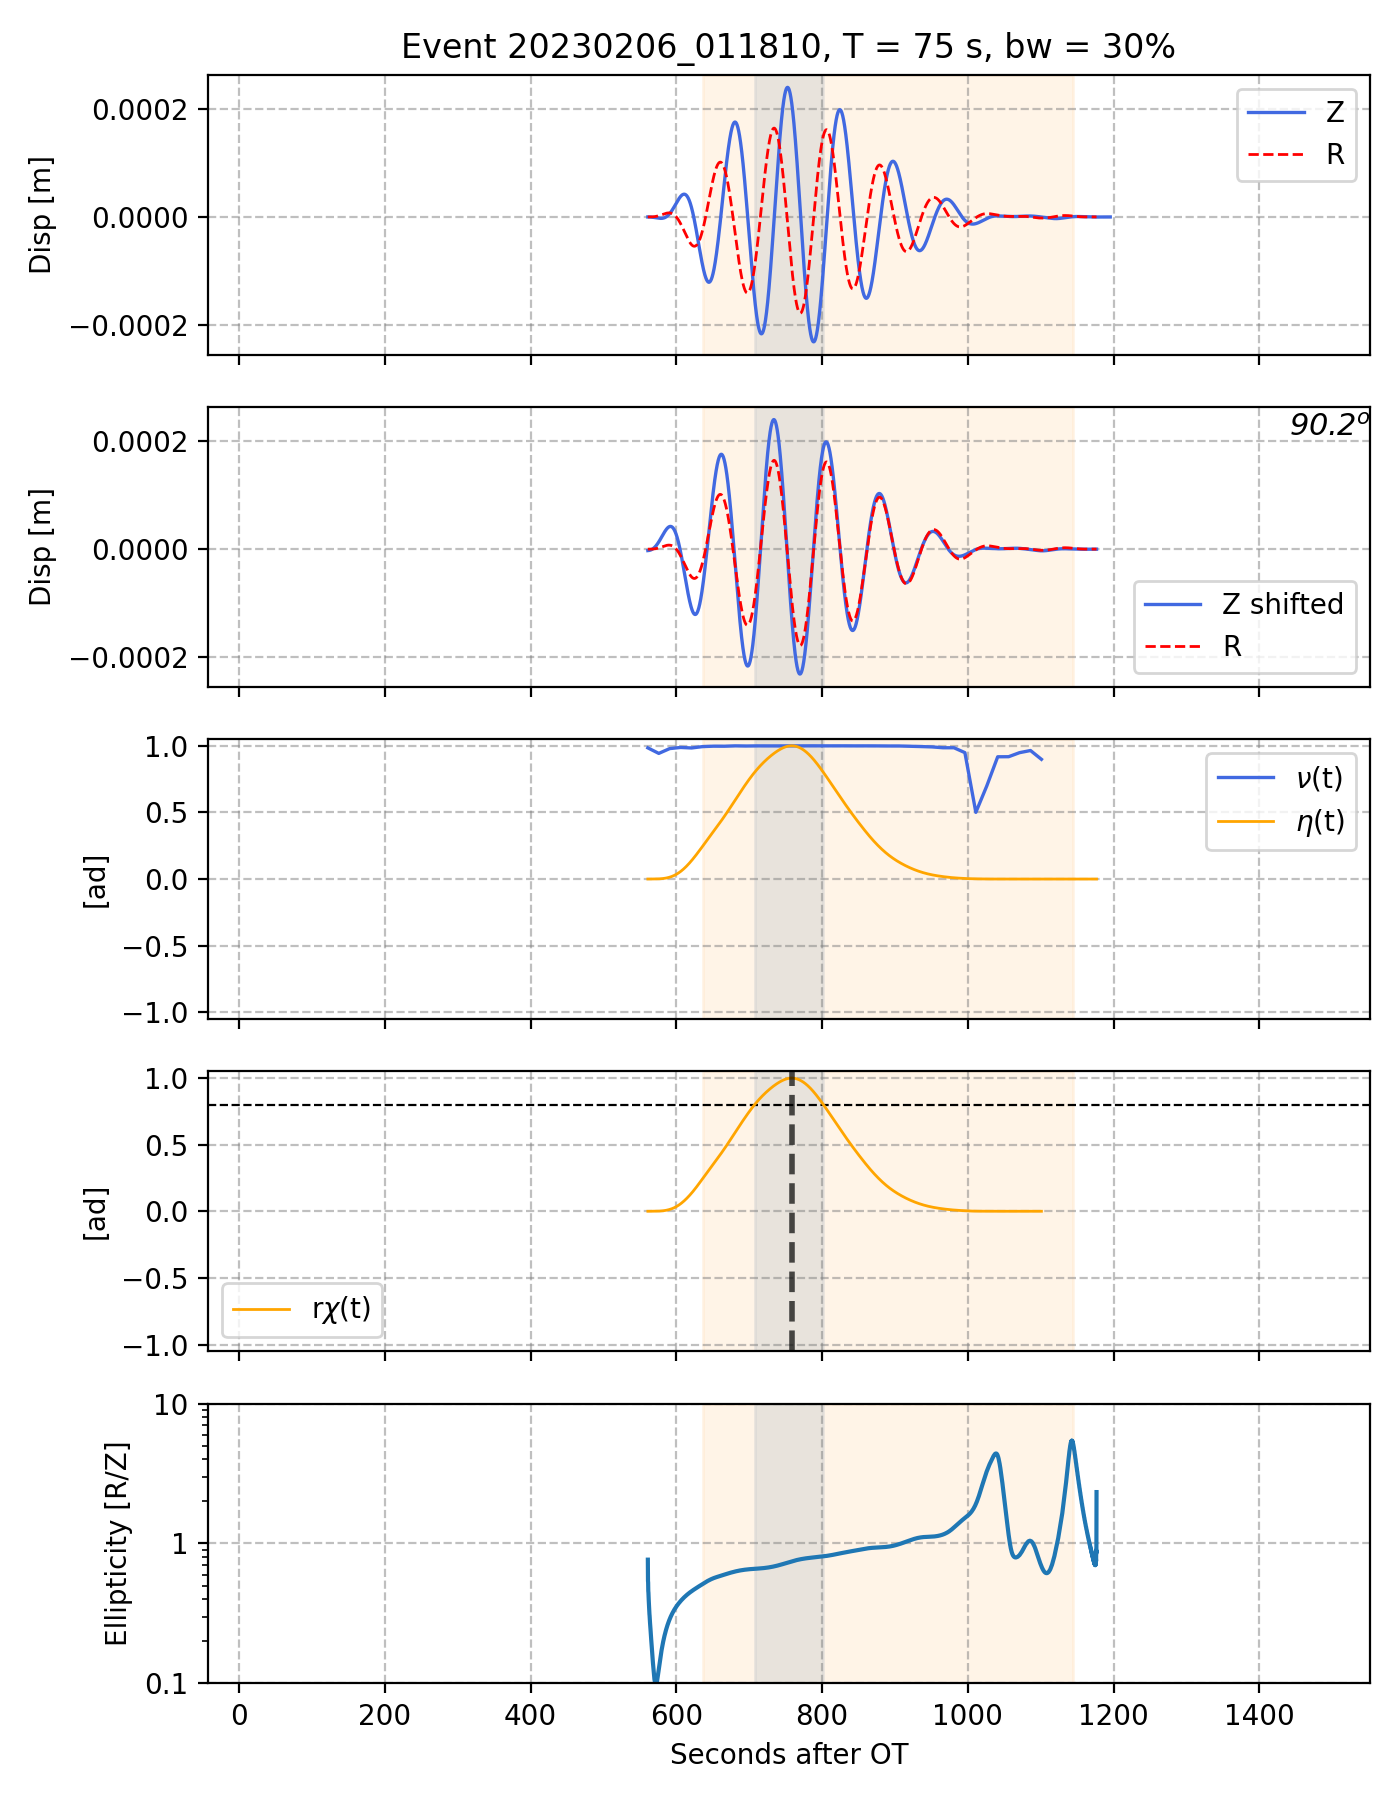 Event 20230206_011810, T = 75 s, bw = 30%
0.0002
0.0000
−0.0002
Disp [m]
Z
R
0.0002
0.0000
−0.0002
Disp [m]
90.2°
Z shifted
R
1.0
0.5
0.0
−0.5
−1.0
[ad]
ν(t)
η(t)
1.0
0.5
0.0
−0.5
−1.0
[ad]
rχ(t)
10
1
0.1
Ellipticity [R/Z]
0 200 400 600 800 1000 1200 1400
Seconds after OT